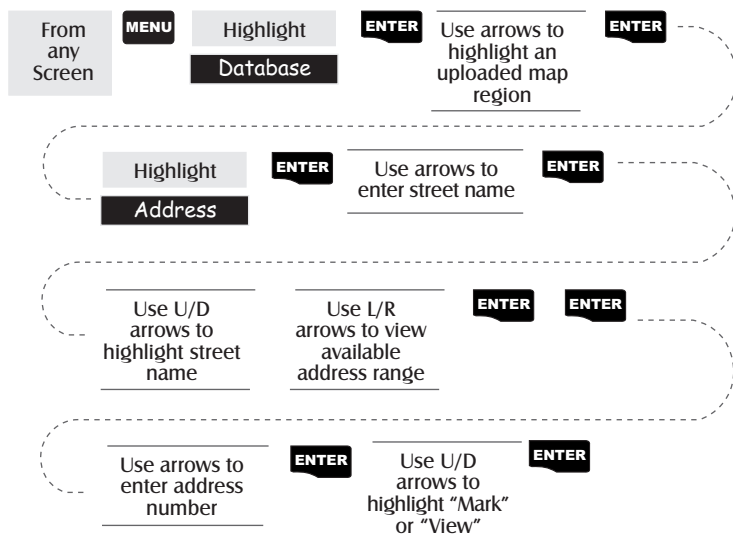 From
any
Screen
MENU
Highlight
Database
ENTER
Use arrows to
highlight an
uploaded map
region
ENTER
Highlight
Address
ENTER
Use arrows to
enter street name
ENTER
Use U/D
arrows to
highlight street
name
Use L/R
arrows to view
available
address range
ENTER
ENTER
Use arrows to
enter address
number
ENTER
Use U/D
arrows to
highlight “Mark”
or “View”
ENTER